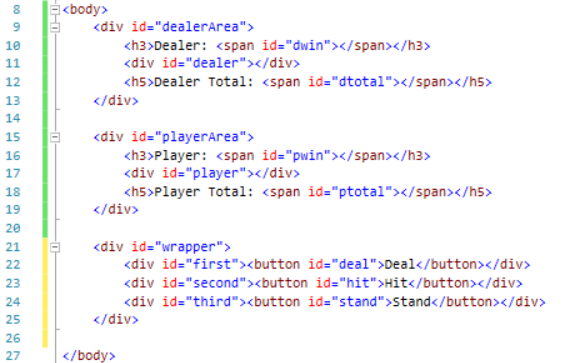 8 <body>
9 <div id="dealerArea">
10 <h3>Dealer: <span id="dwin"></span></h3>
11 <div id="dealer"></div>
12 <h5>Dealer Total: <span id="dtotal"></span></h5>
13 </div>
14
15 <div id="playerArea">
16 <h3>Player: <span id="pwin"></span></h3>
17 <div id="player"></div>
18 <h5>Player Total: <span id="ptotal"></span></h5>
19 </div>
20
21 <div id="wrapper">
22 <div id="first"><button id="deal">Deal</button></div>
23 <div id="second"><button id="hit">Hit</button></div>
24 <div id="third"><button id="stand">Stand</button></div>
25 </div>
26
27 </body>